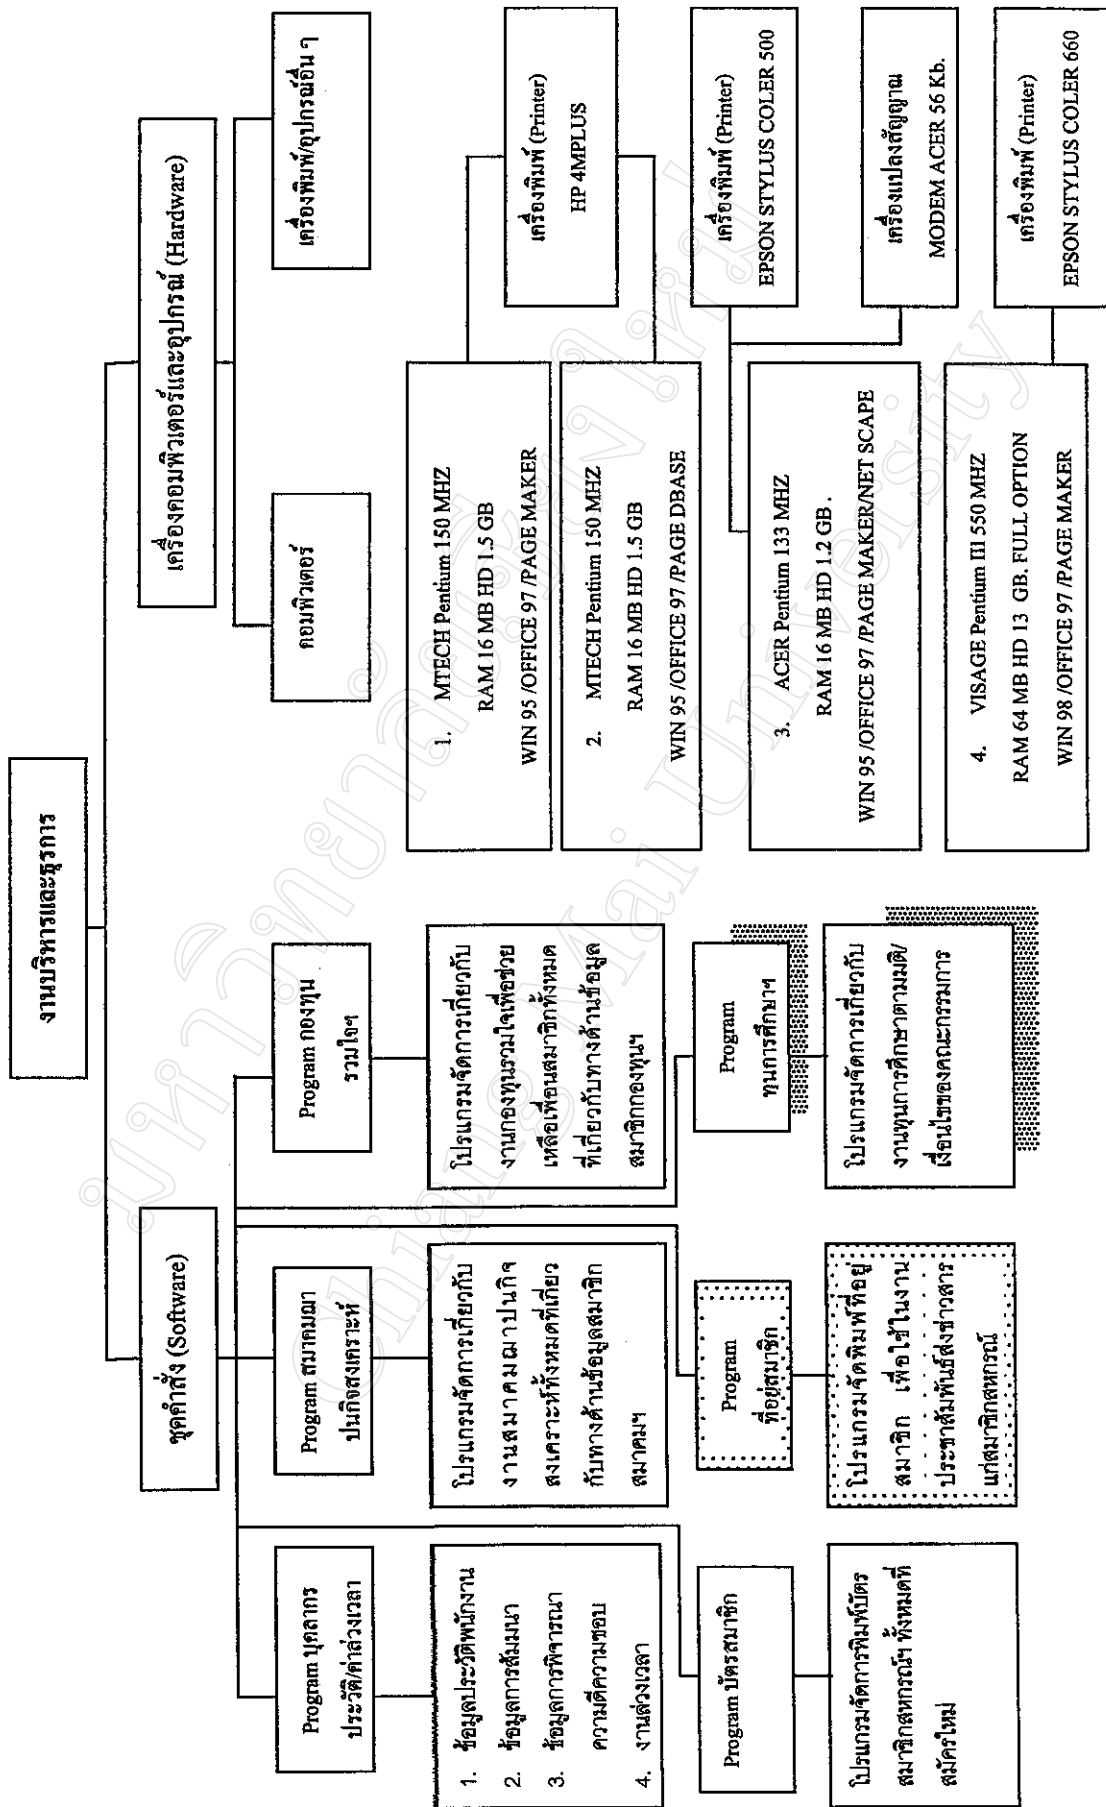 งานบริหารและธุรการ
ชุดคำสั่ง (Software)
เครื่องคอมพิวเตอร์และอุปกรณ์ (Hardware)
Program บุคลากร
ประวัติ/ค่าล่วงเวลา
Program สมาคมฌา
ปนกิจสงเคราะห์
Program กองทุน
รวมใจฯ
คอมพิวเตอร์
เครื่องพิมพ์/อุปกรณ์อื่น ๆ
1. ข้อมูลประวัติพนักงาน
2. ข้อมูลการสัมมนา
3. ข้อมูลการพิจารณา
ความดีความชอบ
4. งานล่วงเวลา
โปรแกรมจัดการเกี่ยวกับ
งานสมาคมฌาปนกิจ
สงเคราะห์ทั้งหมดที่เกี่ยว
กับทางด้านข้อมูลสมาชิก
สมาคมฯ
โปรแกรมจัดการเกี่ยวกับ
งานกองทุนรวมใจเพื่อช่วย
เหลือเพื่อนสมาชิกทั้งหมด
ที่เกี่ยวกับทางด้านข้อมูล
สมาชิกกองทุนฯ
1. MTECH Pentium 150 MHZ
RAM 16 MB HD 1.5 GB
WIN 95 /OFFICE 97 /PAGE MAKER
2. MTECH Pentium 150 MHZ
RAM 16 MB HD 1.5 GB
WIN 95 /OFFICE 97 /PAGE DBASE
เครื่องพิมพ์ (Printer)
HP 4MPLUS
Program บัตรสมาชิก
Program
ที่อยู่สมาชิก
Program
ทุนการศึกษาฯ
3. ACER Pentium 133 MHZ
RAM 16 MB HD 1.2 GB .
WIN 95 /OFFICE 97 /PAGE MAKER/NET SCAPE
เครื่องพิมพ์ (Printer)
EPSON STYLUS COLER 500
เครื่องแปลงสัญญาณ
MODEM ACER 56 Kb.
โปรแกรมจัดการพิมพ์บัตร
สมาชิกสหกรณ์ฯ ทั้งหมดที่
สมัครใหม่
โปรแกรมจัดพิมพ์ที่อยู่
สมาชิก เพื่อใช้ในงาน
ประชาสัมพันธ์ส่งข่าวสาร
แก่สมาชิกสหกรณ์
โปรแกรมจัดการเกี่ยวกับ
งานทุนการศึกษาตามมติ/
เงื่อนไขของคณะกรรมการ
4. VISAGE Pentium III 550 MHZ
RAM 64 MB HD 13 GB. FULL OPTION
WIN 98 /OFFICE 97 /PAGE MAKER
เครื่องพิมพ์ (Printer)
EPSON STYLUS COLER 660
มหาวิทยาลัยเชียงใหม่
Chiang Mai University